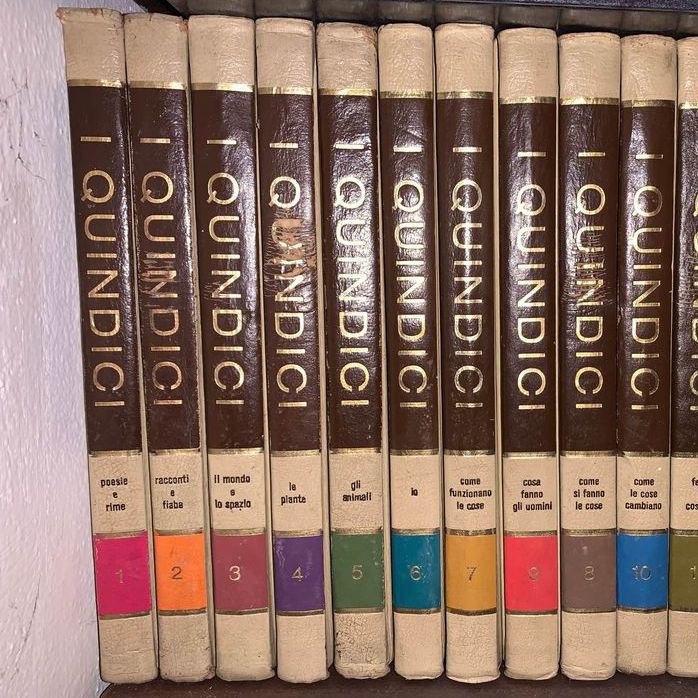 I QUINDICI
poesie
e
rime
1
I QUINDICI
racconti
e
fiabe
2
I QUINDICI
il mondo
e
lo spazio
3
I QUINDICI
le
piante
4
I QUINDICI
gli
animali
5
I QUINDICI
io
6
I QUINDICI
come
funzionano
le cose
7
I QUINDICI
cosa
fanno
gli uomini
9
I QUINDICI
come
si fanno
le cose
8
I QUINDICI
come
le cose
cambiano
10